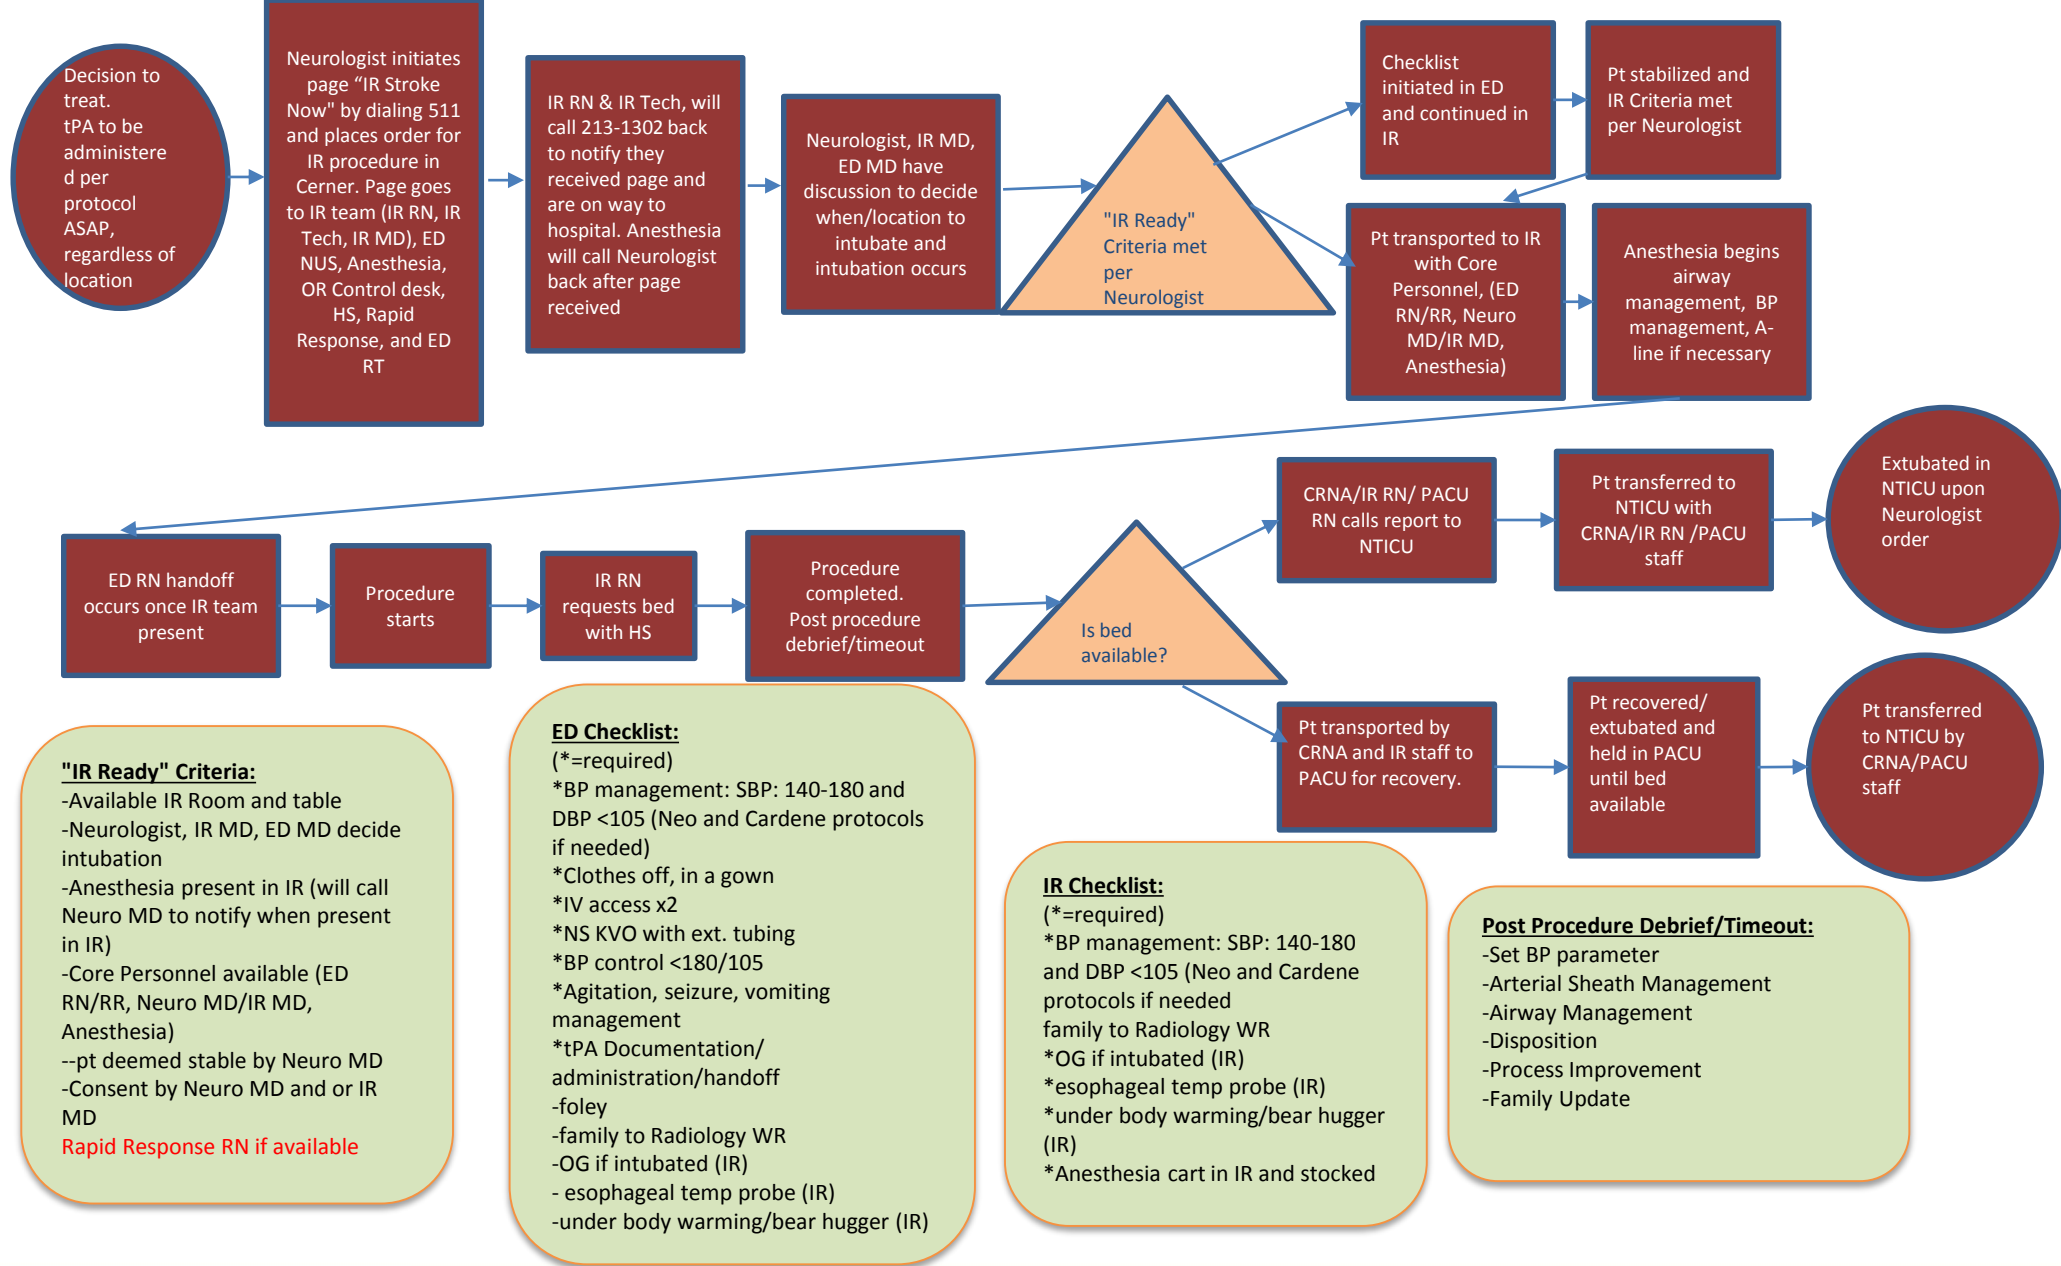 Decision to
treat.
tPA to be
administere
d per
protocol
ASAP,
regardless of
location
Neurologist initiates
page “IR Stroke
Now" by dialing 511
and places order for
IR procedure in
Cerner. Page goes
to IR team (IR RN, IR
Tech, IR MD), ED
NUS, Anesthesia,
OR Control desk,
HS, Rapid
Response, and ED
RT
IR RN & IR Tech, will
call 213-1302 back
to notify they
received page and
are on way to
hospital. Anesthesia
will call Neurologist
back after page
received
Neurologist, IR MD,
ED MD have
discussion to decide
when/location to
intubate and
intubation occurs
"IR Ready"
Criteria met
per
Neurologist
Checklist
initiated in ED
and continued in
IR
Pt stabilized and
IR Criteria met
per Neurologist
Pt transported to IR
with Core
Personnel, (ED
RN/RR, Neuro
MD/IR MD,
Anesthesia)
Anesthesia begins
airway
management, BP
management, A-
line if necessary
ED RN handoff
occurs once IR team
present
Procedure
starts
IR RN
requests bed
with HS
Procedure
completed.
Post procedure
debrief/timeout
Is bed
available?
CRNA/IR RN/ PACU
RN calls report to
NTICU
Pt transferred to
NTICU with
CRNA/IR RN /PACU
staff
Extubated in
NTICU upon
Neurologist
order
Pt transported by
CRNA and IR staff to
PACU for recovery.
Pt recovered/
extubated and
held in PACU
until bed
available
Pt transferred
to NTICU by
CRNA/PACU
staff
"IR Ready" Criteria:
-Available IR Room and table
-Neurologist, IR MD, ED MD decide
intubation
-Anesthesia present in IR (will call
Neuro MD to notify when present
in IR)
-Core Personnel available (ED
RN/RR, Neuro MD/IR MD,
Anesthesia)
--pt deemed stable by Neuro MD
-Consent by Neuro MD and or IR
MD
Rapid Response RN if available
ED Checklist:
(*=required)
*BP management: SBP: 140-180 and
DBP <105 (Neo and Cardene protocols
if needed)
*Clothes off, in a gown
*IV access x2
*NS KVO with ext. tubing
*BP control <180/105
*Agitation, seizure, vomiting
management
*tPA Documentation/
administration/handoff
-foley
-family to Radiology WR
-OG if intubated (IR)
- esophageal temp probe (IR)
-under body warming/bear hugger (IR)
IR Checklist:
(*=required)
*BP management: SBP: 140-180
and DBP <105 (Neo and Cardene
protocols if needed
family to Radiology WR
*OG if intubated (IR)
*esophageal temp probe (IR)
*under body warming/bear hugger
(IR)
*Anesthesia cart in IR and stocked
Post Procedure Debrief/Timeout:
-Set BP parameter
-Arterial Sheath Management
-Airway Management
-Disposition
-Process Improvement
-Family Update